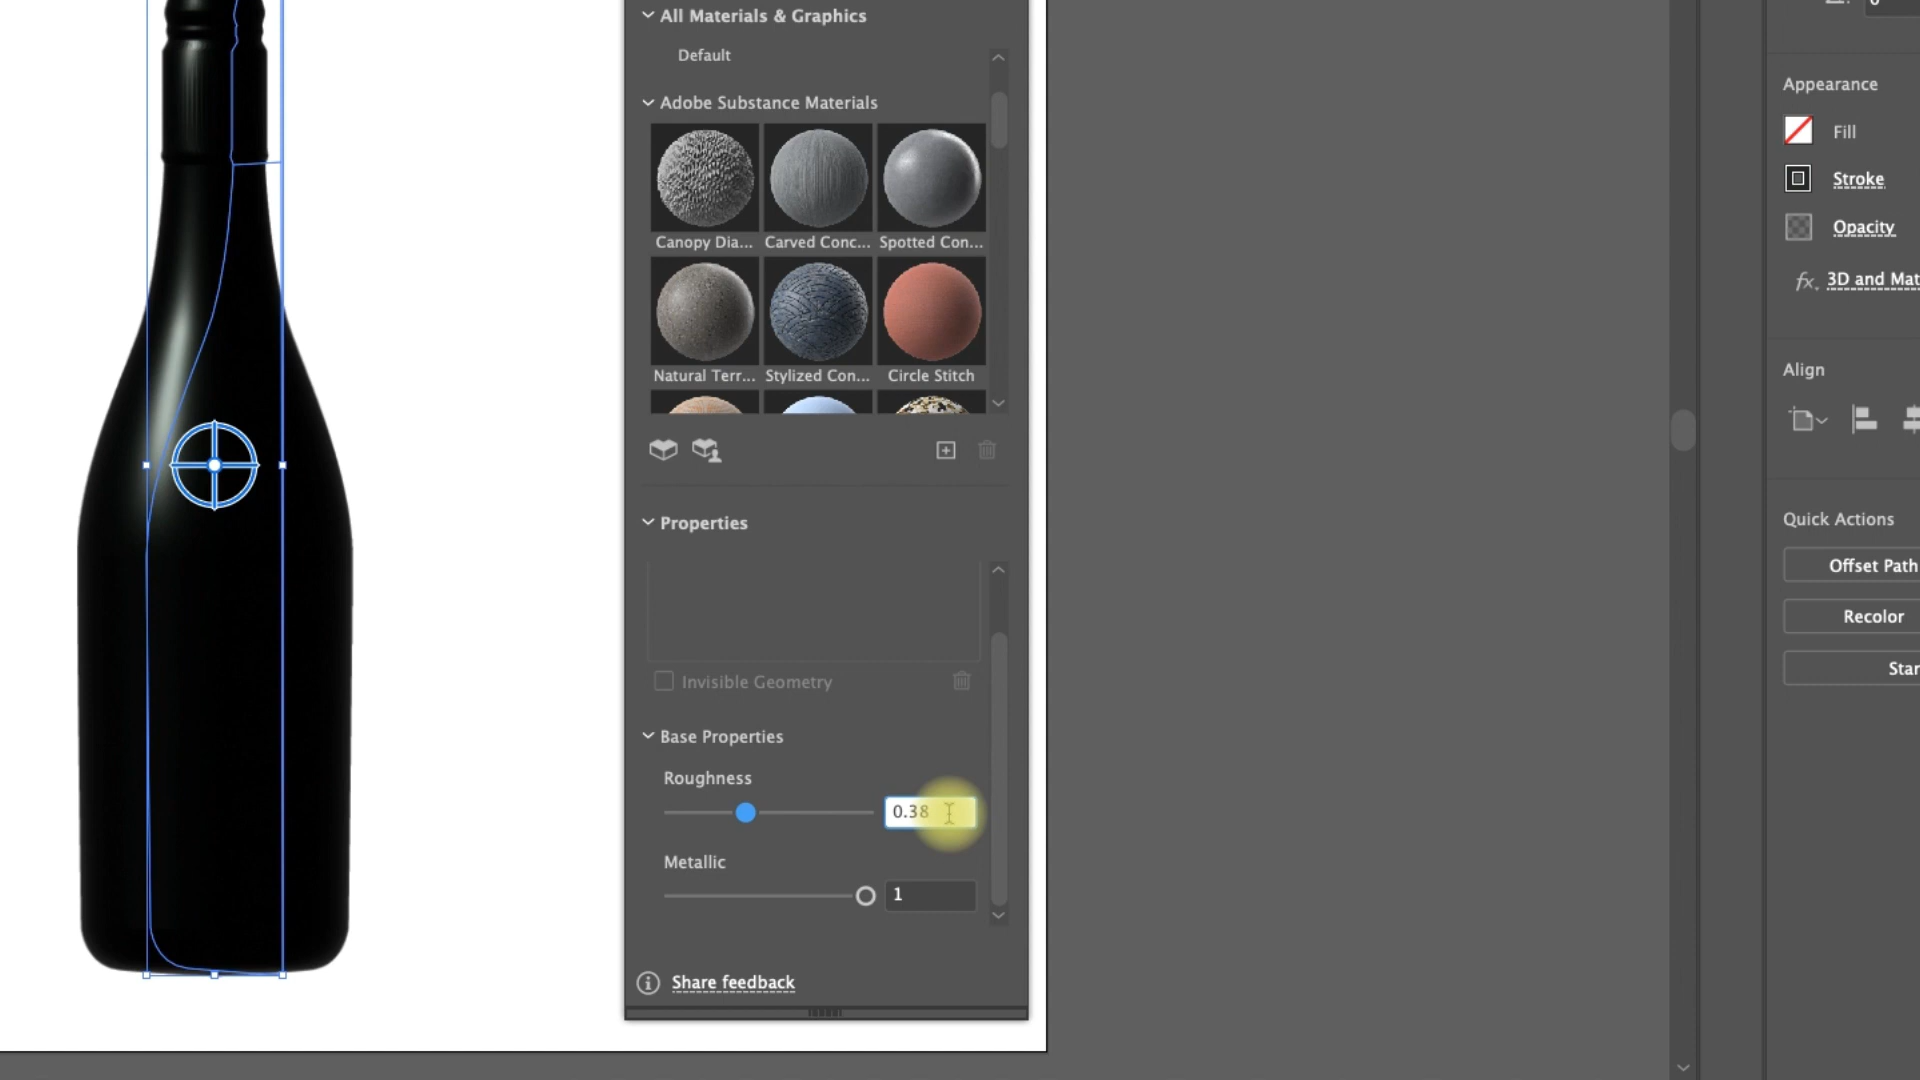 All Materials & Graphics
Default
Adobe Substance Materials
Canopy Dia... Carved Conc... Spotted Con...
Natural Terr... Stylized Con... Circle Stitch
Properties
Invisible Geometry
Base Properties
Roughness
0.38
Metallic
1
Share feedback
Appearance
Fill
Stroke
Opacity
fx. 3D and Mat
Align
Quick Actions
Offset Path
Recolor
Star